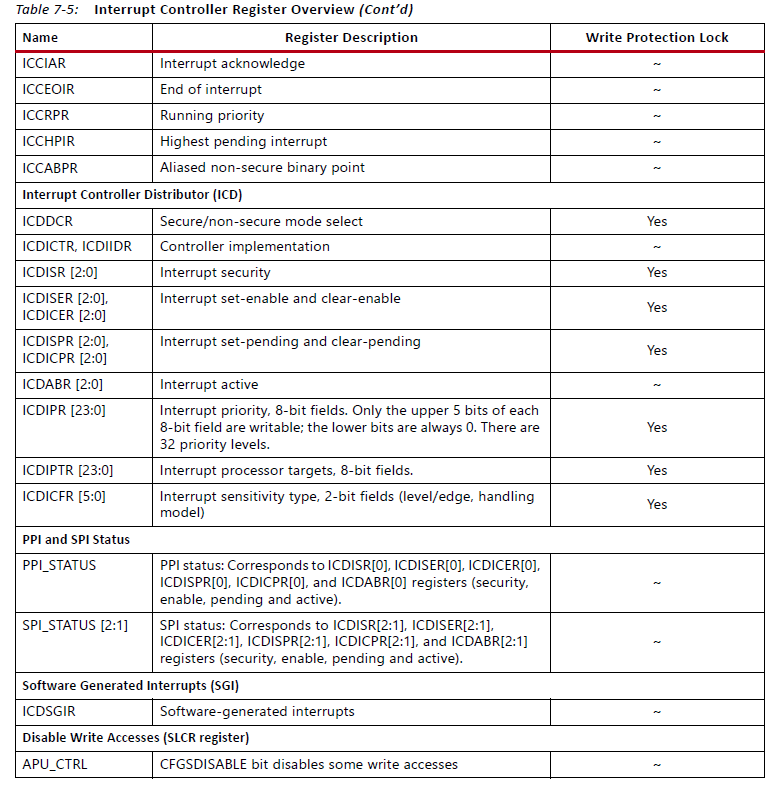 Table 7-5: Interrupt Controller Register Overview (Cont'd)
Name Register Description Write Protection Lock
ICCIAR Interrupt acknowledge ~
ICCEOIR End of interrupt ~
ICCRPR Running priority ~
ICCHPIR Highest pending interrupt ~
ICCABPR Aliased non-secure binary point ~
Interrupt Controller Distributor (ICD)
ICDDCR Secure/non-secure mode select Yes
ICDICTR, ICDIIDR Controller implementation ~
ICDISR [2:0] Interrupt security Yes
ICDISER [2:0],
ICDICER [2:0]
Interrupt set-enable and clear-enable
Yes
ICDISPR [2:0],
ICDICPR [2:0]
Interrupt set-pending and clear-pending
Yes
ICDABR [2:0] Interrupt active ~
ICDIPR [23:0] Interrupt priority, 8-bit fields. Only the upper 5 bits of each
8-bit field are writable; the lower bits are always 0. There are
32 priority levels.
Yes
ICDIPTR [23:0] Interrupt processor targets, 8-bit fields. Yes
ICDICFR [5:0] Interrupt sensitivity type, 2-bit fields (level/edge, handling
model)
Yes
PPI and SPI Status
PPI_STATUS PPI status: Corresponds to ICDISR[0], ICDISER[0], ICDICER[0],
ICDISPR[0], ICDICPR[0], and ICDABR[0] registers (security,
enable, pending and active).
~
SPI_STATUS [2:1] SPI status: Corresponds to ICDISR[2:1], ICDISER[2:1],
ICDICER[2:1], ICDISPR[2:1], ICDICPR[2:1], and ICDABR[2:1]
registers (security, enable, pending and active).
~
Software Generated Interrupts (SGI)
ICDSGIR Software-generated interrupts ~
Disable Write Accesses (SLCR register)
APU_CTRL CFGSDISABLE bit disables some write accesses ~